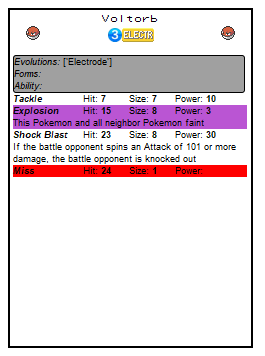 Voltorb
3 ELECTR
Evolutions: ['Electrode']
Forms:
Ability:
Tackle Hit: 7 Size: 7 Power: 10
Explosion Hit: 15 Size: 8 Power: 3
This Pokemon and all neighbor Pokemon faint
Shock Blast Hit: 23 Size: 8 Power: 30
If the battle opponent spins an Attack of 101 or more
damage, the battle opponent is knocked out
Miss Hit: 24 Size: 1 Power: